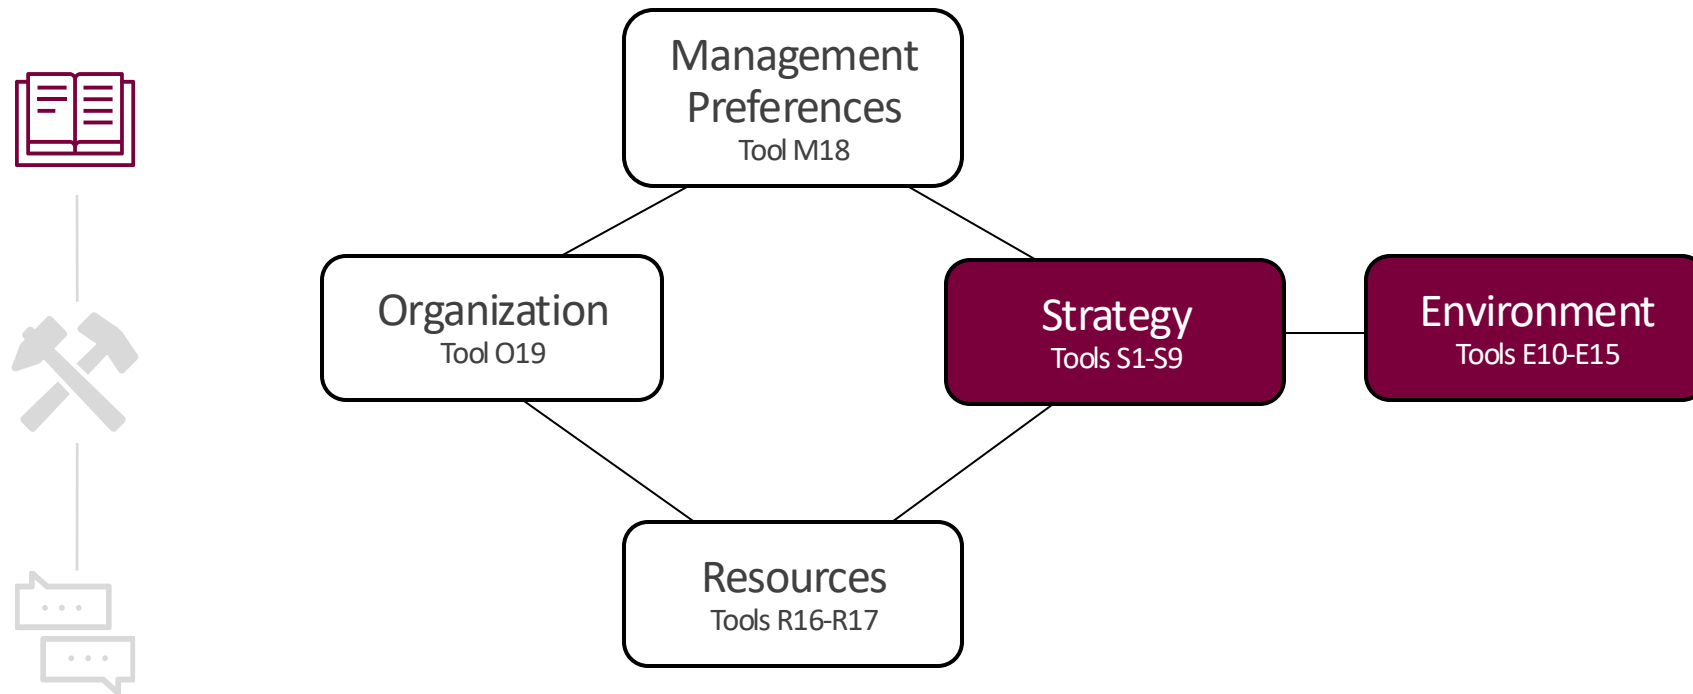 Management
Preferences
Tool M18
Organization
Tool O19
Strategy
Tools S1-S9
Environment
Tools E10-E15
Resources
Tools R16-R17